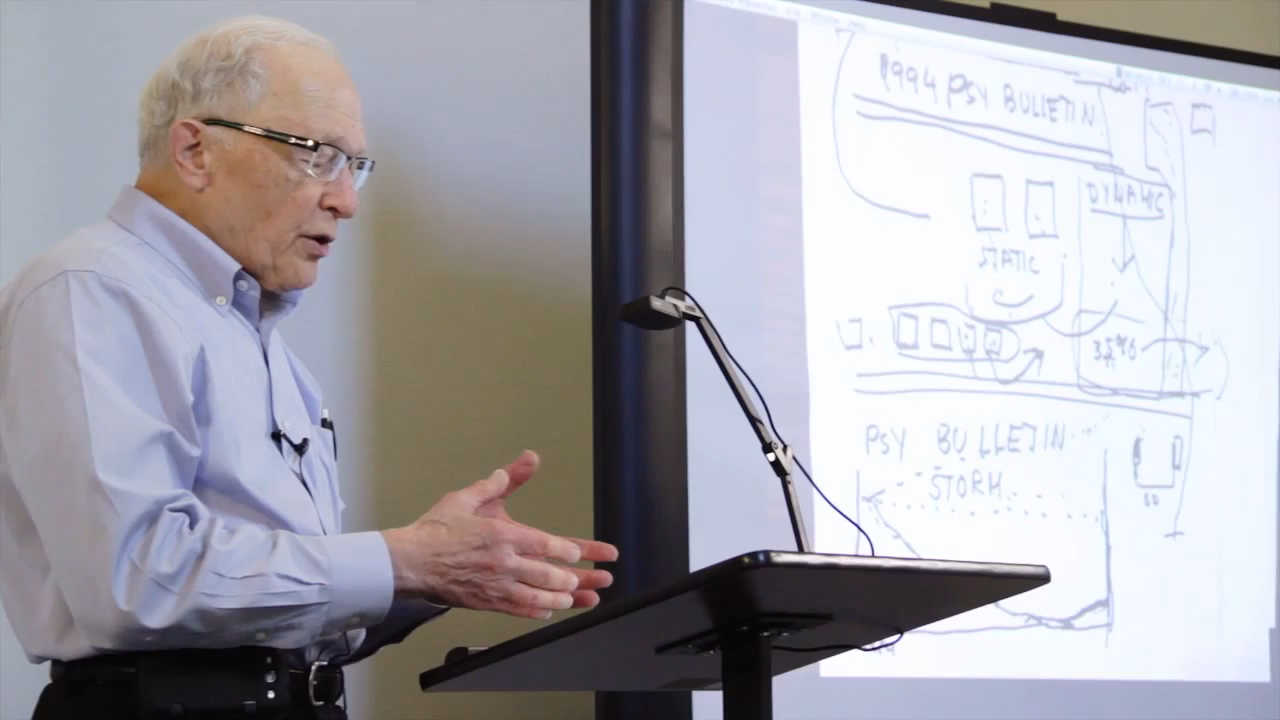 1994 PSY BULLETIN
DYNAMIC
STATIC
35%
PSY BULLETIN
STORM